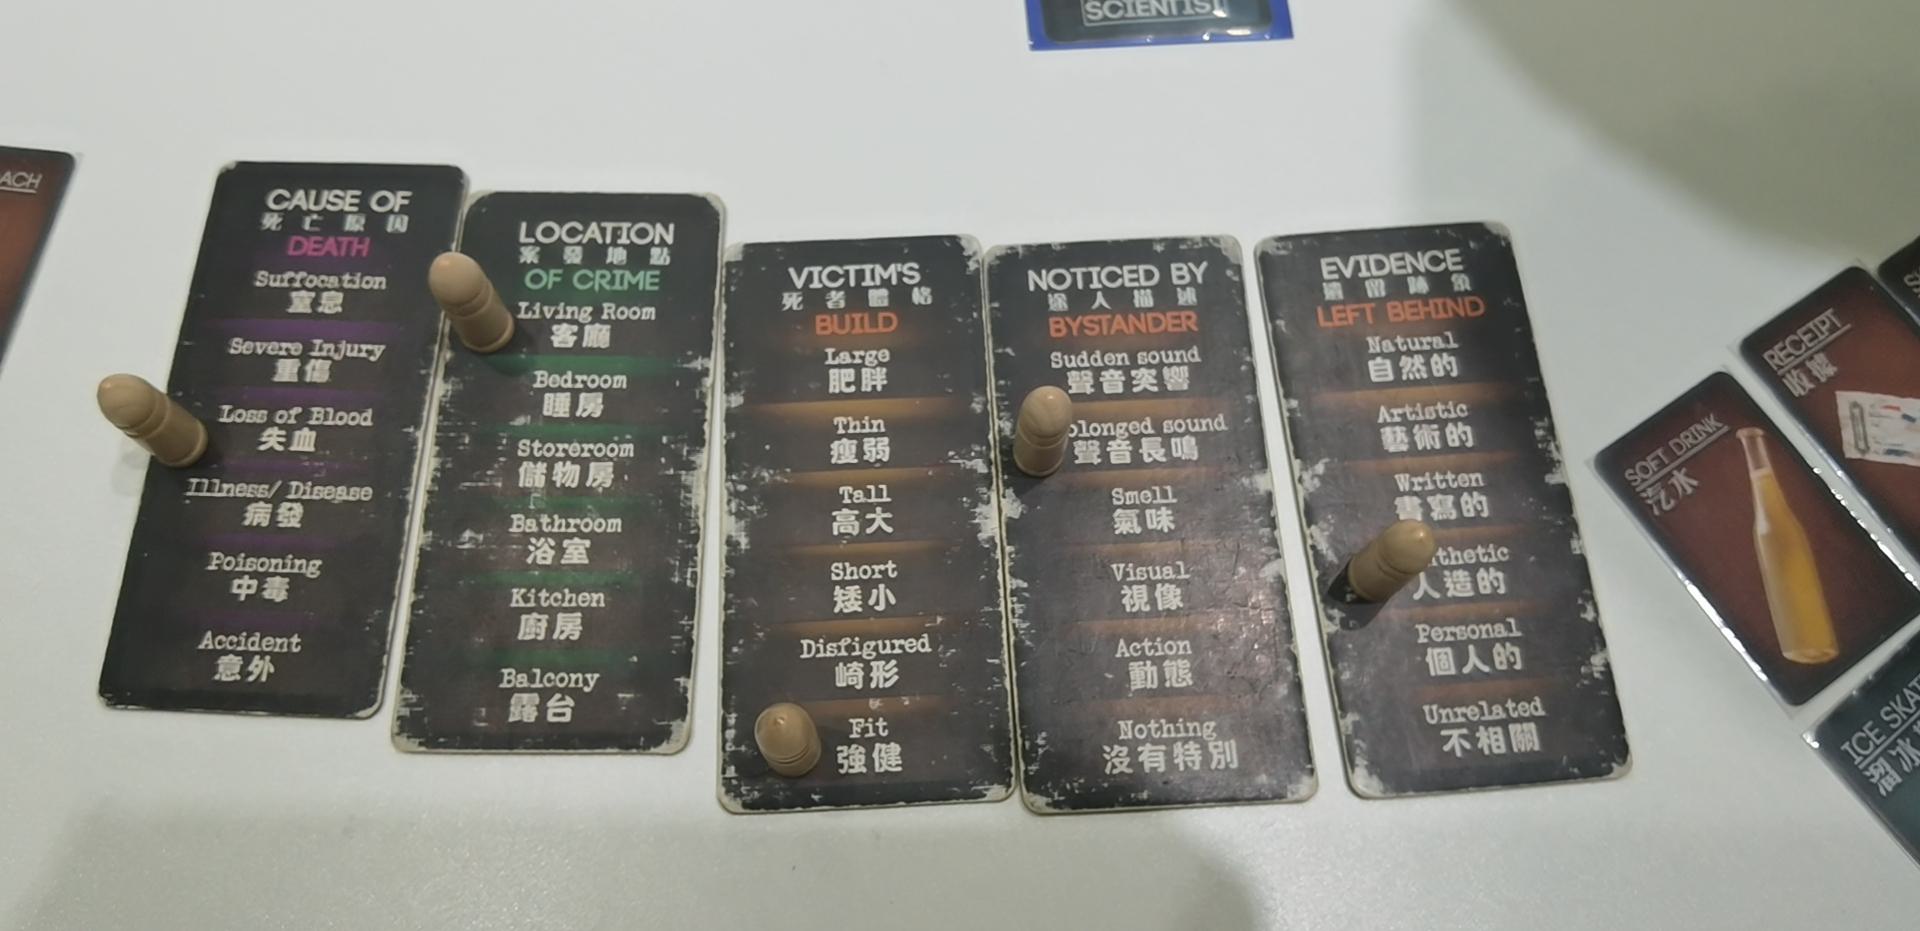 SCIENTIST
ACH
CAUSE OF
死亡原因
DEATH
Suffocation
窒息
Severe Injury
重傷
Loss of Blood
失血
Illness/ Disease
病發
Poisoning
中毒
Accident
意外
LOCATION
案發地點
OF CRIME
Living Room
客廳
Bedroom
睡房
Storeroom
儲物房
Bathroom
浴室
Kitchen
廚房
Balcony
露台
VICTIM'S
死者體格
BUILD
Large
肥胖
Thin
瘦弱
Tall
高大
Short
矮小
Disfigured
崎形
Fit
強健
NOTICED BY
途人描述
BYSTANDER
Sudden sound
聲音突響
olonged sound
聲音長鳴
Smell
氣味
Visual
視像
Action
動態
Nothing
沒有特別
EVIDENCE
遺留跡象
LEFT BEHIND
Natural
自然的
Artistic
藝術的
Written
書寫的
thetic
人造的
Personal
個人的
Unrelated
不相關
SOFT DRINK
汽水
RECEIPT
收據
ICE SKAT
溜冰